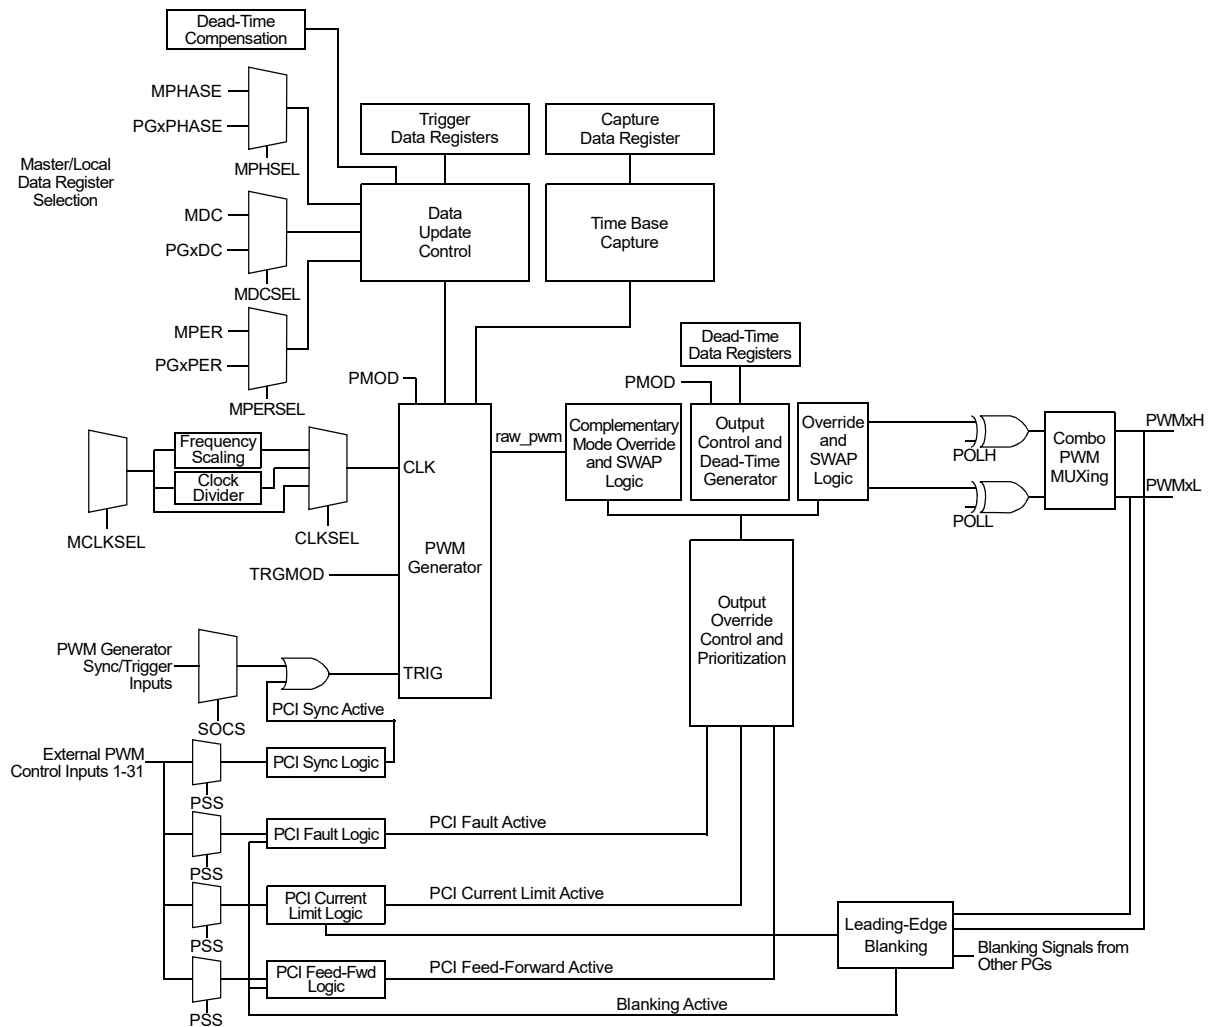 Dead-Time
Compensation
MPHASE
PGxPHASE
MPHSEL
Master/Local
Data Register
Selection
MDC
PGxDC
MDCSEL
MPER
PGxPER
MPERSEL
Trigger
Data Registers
Capture
Data Register
Data
Update
Control
Time Base
Capture
Dead-Time
Data Registers
PMOD
PMOD
MCLKSEL
Frequency
Scaling
Clock
Divider
CLKSEL
CLK
PWM
Generator
TRGMOD
TRIG
raw_pwm
Complementary
Mode Override
and SWAP
Logic
Output
Control and
Dead-Time
Generator
Override
and
SWAP
Logic
POLH
POLL
Combo
PWM
MUXing
PWMxH
PWMxL
Output
Override
Control and
Prioritization
PWM Generator
Sync/Trigger
Inputs
SOCS
PCI Sync Active
External PWM
Control Inputs 1-31
PSS
PCI Sync Logic
PSS
PCI Fault Logic
PCI Fault Active
PSS
PCI Current
Limit Logic
PCI Current Limit Active
PSS
PCI Feed-Fwd
Logic
PCI Feed-Forward Active
Leading-Edge
Blanking
Blanking Signals from
Other PGs
Blanking Active